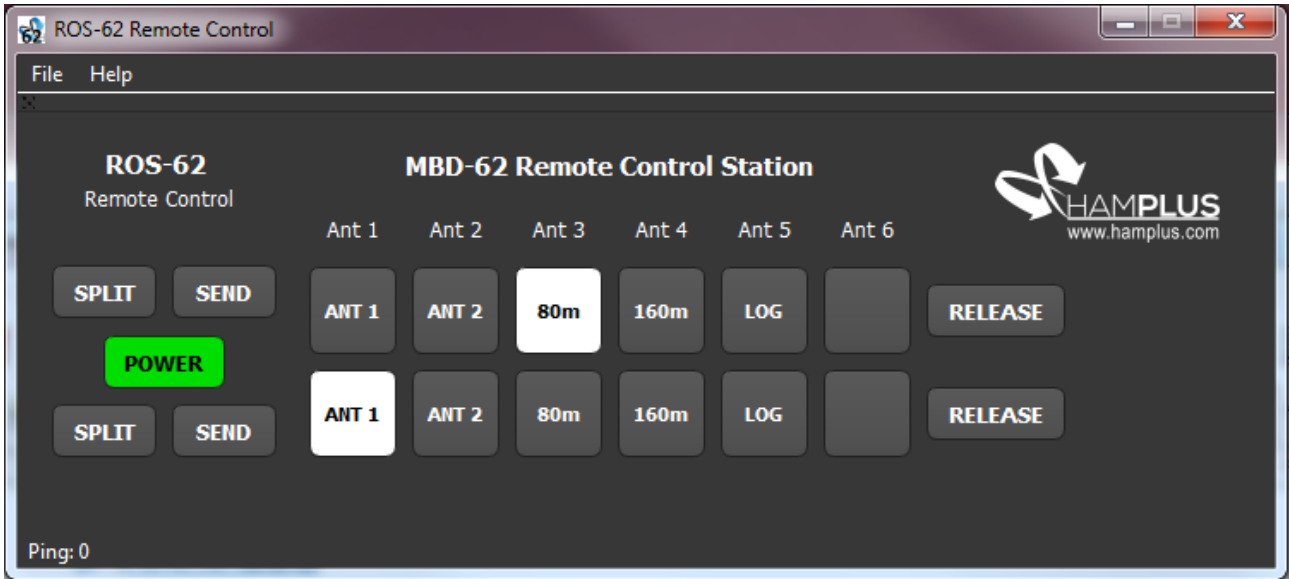 62 ROS-62 Remote Control
File Help
ROS-62
Remote Control
MBD-62 Remote Control Station
HAMPLUS
www.hamplus.com
Ant 1 Ant 2 Ant 3 Ant 4 Ant 5 Ant 6
SPLIT SEND
ANT 1 ANT 2 80m 160m LOG RELEASE
POWER
SPLIT SEND
ANT 1 ANT 2 80m 160m LOG RELEASE
Ping: 0